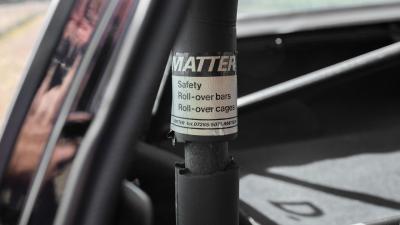 MATTER
Safety
Roll-over bars
Roll-over cages